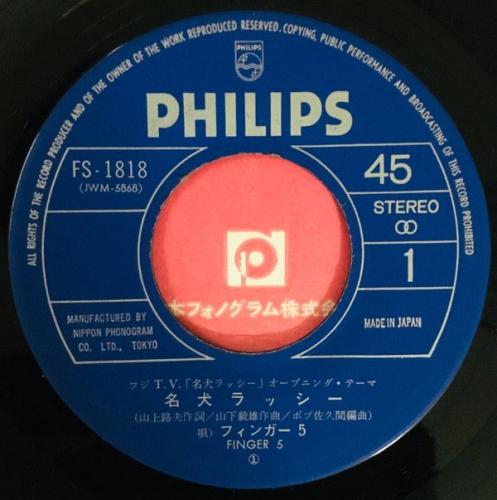 ALL RIGHTS OF THE RECORD PRODUCER AND OF THE OWNER OF THE WORK REPRODUCED RESERVED. COPYING, PUBLIC PERFORMANCE AND BROADCASTING OF THIS RECORD PROHIBITED
PHILIPS
PHILIPS
FS-1818
(JWM-5868)
45
STEREO
1
MANUFACTURED BY
NIPPON PHONOGRAM
CO. LTD., TOKYO
MADE IN JAPAN
本フォノグラム株式会
フジT.V.「名犬ラッシー」オープニング・テーマ
名犬ラッシー
(山上路夫作詞/山下毅雄作曲/ボブ佐久間編曲)
唄)フィンガー5
FINGER 5
①